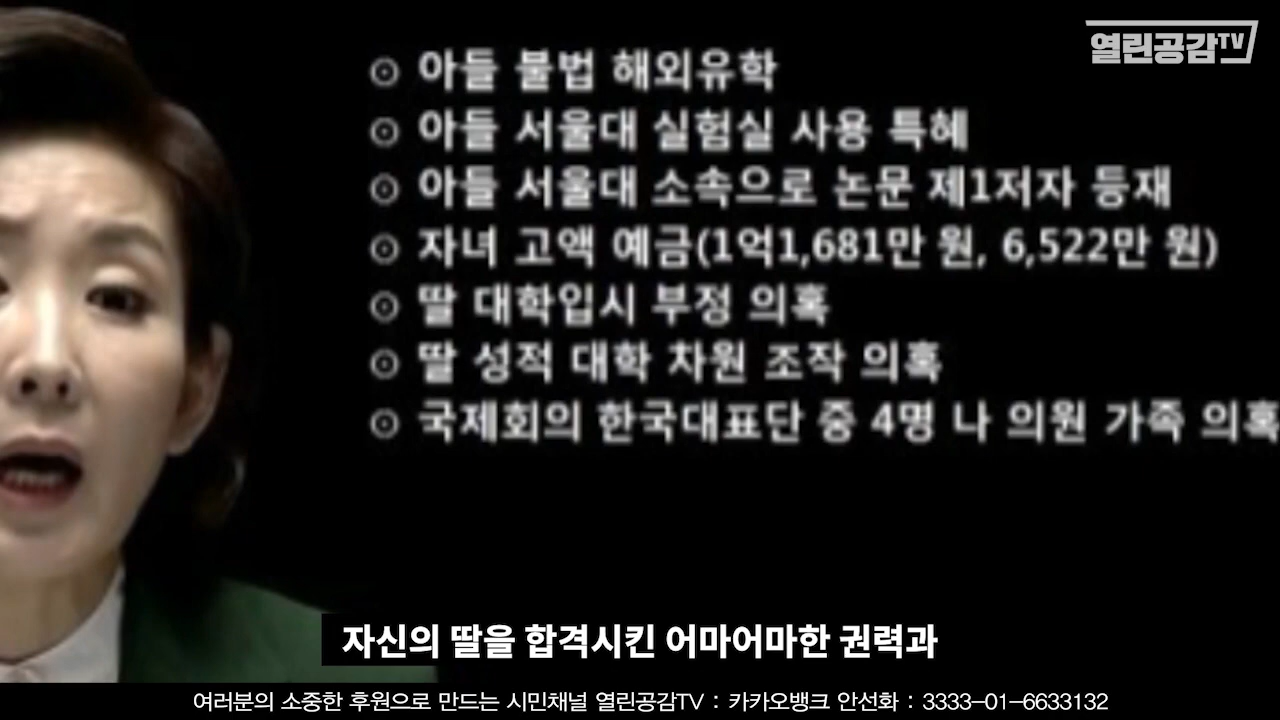 열린공감TV
⊙ 아들 불법 해외유학
⊙ 아들 서울대 실험실 사용 특혜
⊙ 아들 서울대 소속으로 논문 제1저자 등재
⊙ 자녀 고액 예금(1억1,681만 원, 6,522만 원)
⊙ 딸 대학입시 부정 의혹
⊙ 딸 성적 대학 차원 조작 의혹
⊙ 국제회의 한국대표단 중 4명 나 의원 가족 의혹
자신의 딸을 합격시킨 어마어마한 권력과
여러분의 소중한 후원으로 만드는 시민채널 열린공감TV : 카카오뱅크 안선화 : 3333-01-6633132